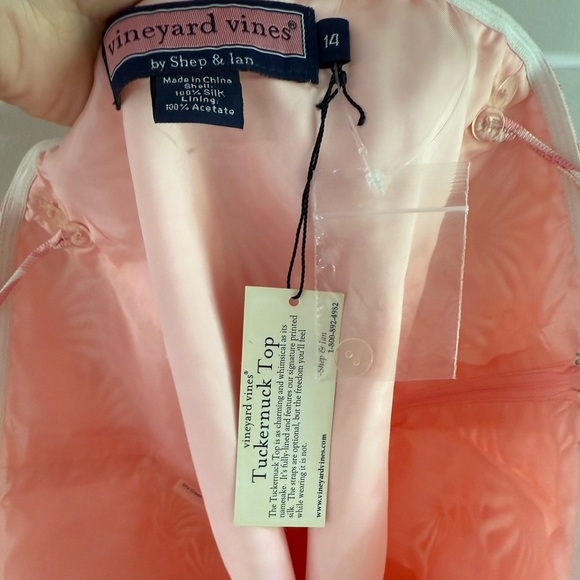 vineyard vines®
by Shep & Ian
14
Made in China
Shell:
100% Silk
Lining:
100% Acetate
vineyard vines®
Tuckernuck Top
The Tuckernuck Top is as charming and whimsical as its
namesake. It's fully-lined and features our signature printed
silk. The straps are optional, but the freedom you'll feel
while wearing it is not.
-Shep & Ian
www.vineyardvines.com
1-800-892-4982